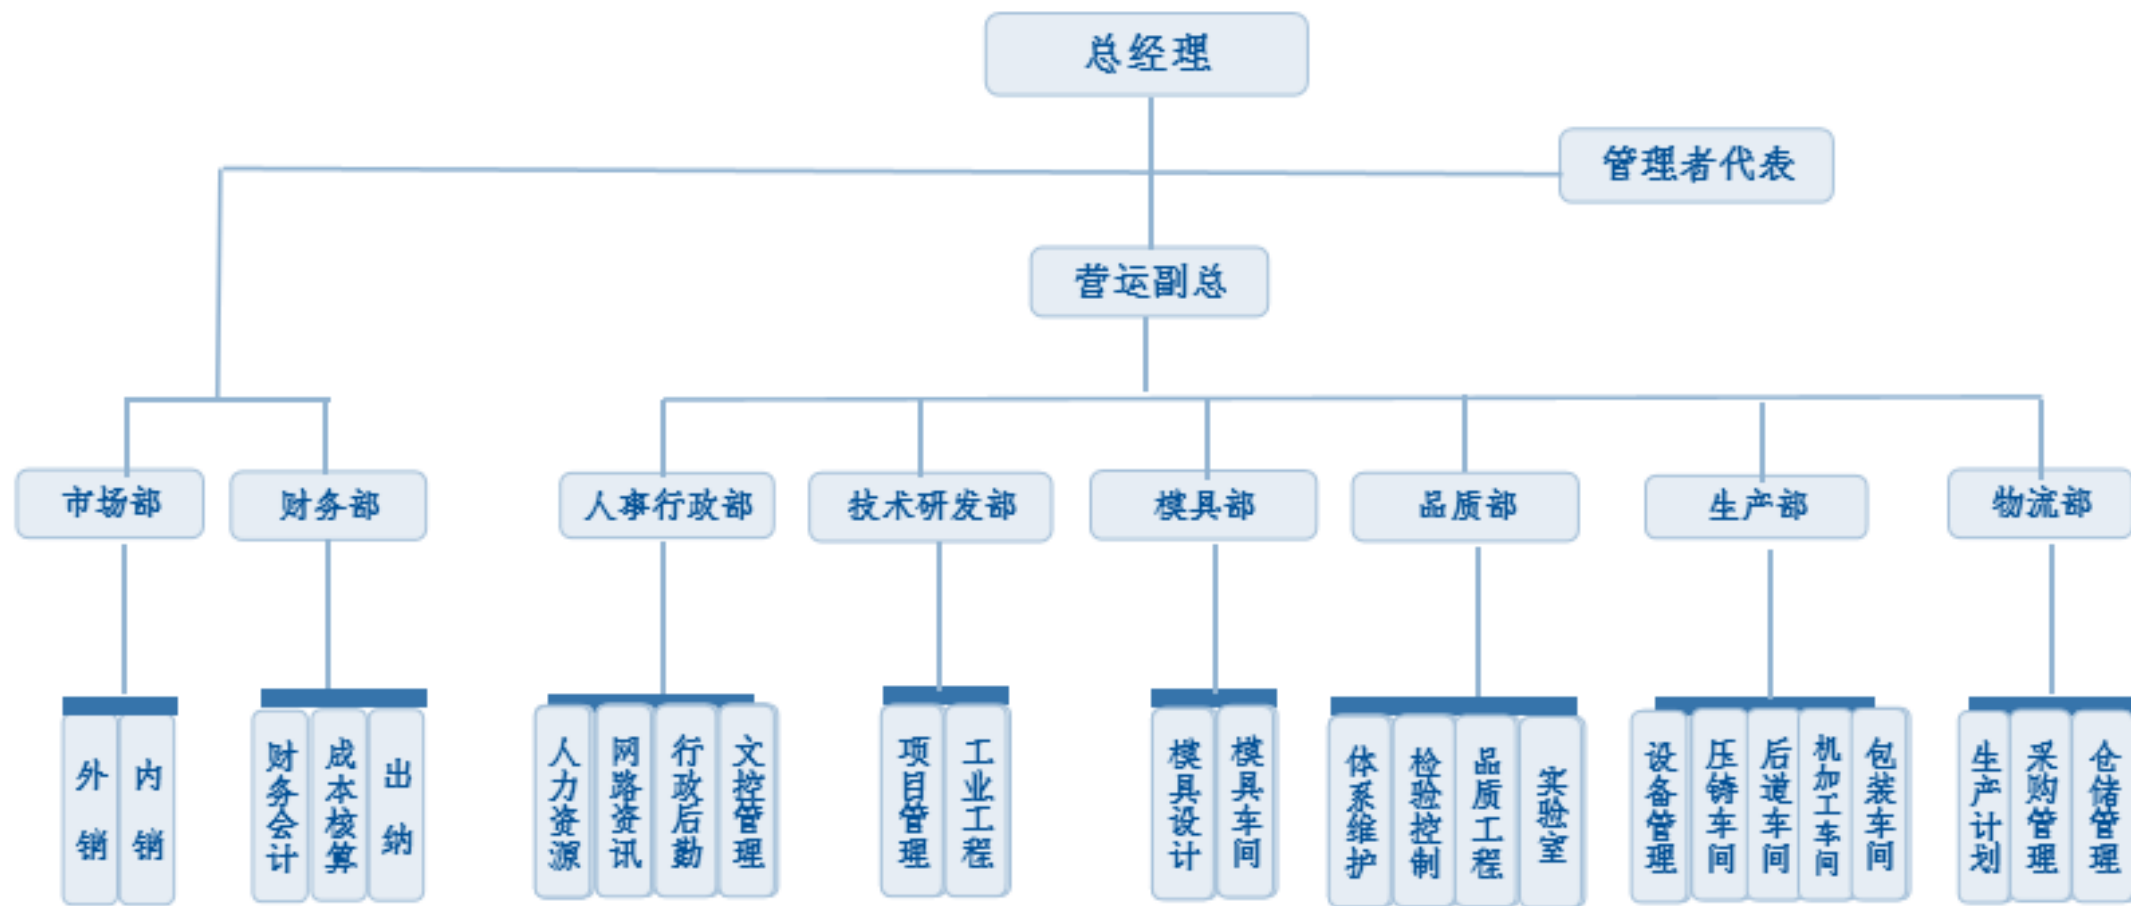 总经理
管理者代表
营运副总
市场部
财务部
人事行政部
技术研发部
模具部
品质部
生产部
物流部
外销
内销
财务会计
成本核算
出纳
人力资源
网路资讯
行政后勤
文控管理
项目管理
工业工程
模具设计
模具车间
体系维护
检验控制
品质工程
实验室
设备管理
压铸车间
后道车间
机加工车间
包装车间
生产计划
采购管理
仓储管理